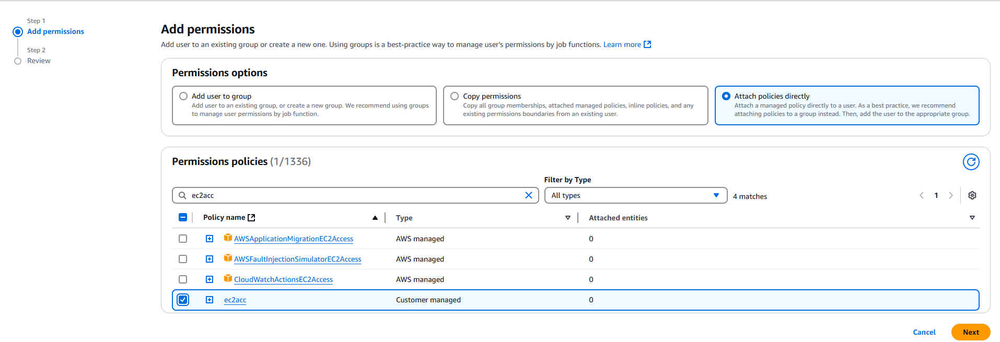 Step 1
Add permissions
Step 2
Review
Add permissions
Add user to an existing group or create a new one. Using groups is a best-practice way to manage user's permissions by job functions. Learn more
Permissions options
Add user to group
Add user to an existing group, or create a new group. We recommend using groups
to manage user permissions by job function.
Copy permissions
Copy all group memberships, attached managed policies, inline policies, and any
existing permissions boundaries from an existing user.
Attach policies directly
Attach a managed policy directly to a user. As a best practice, we recommend
attaching policies to a group instead. Then, add the user to the appropriate group.
Permissions policies (1/1336)
Filter by Type
ec2acc
All types
4 matches
1
Policy name
Type
Attached entities
AWSApplicationMigrationEC2Access AWS managed 0
AWSFaultInjectionSimulatorEC2Access AWS managed 0
CloudWatchActionsEC2Access AWS managed 0
ec2acc Customer managed 0
Cancel
Next